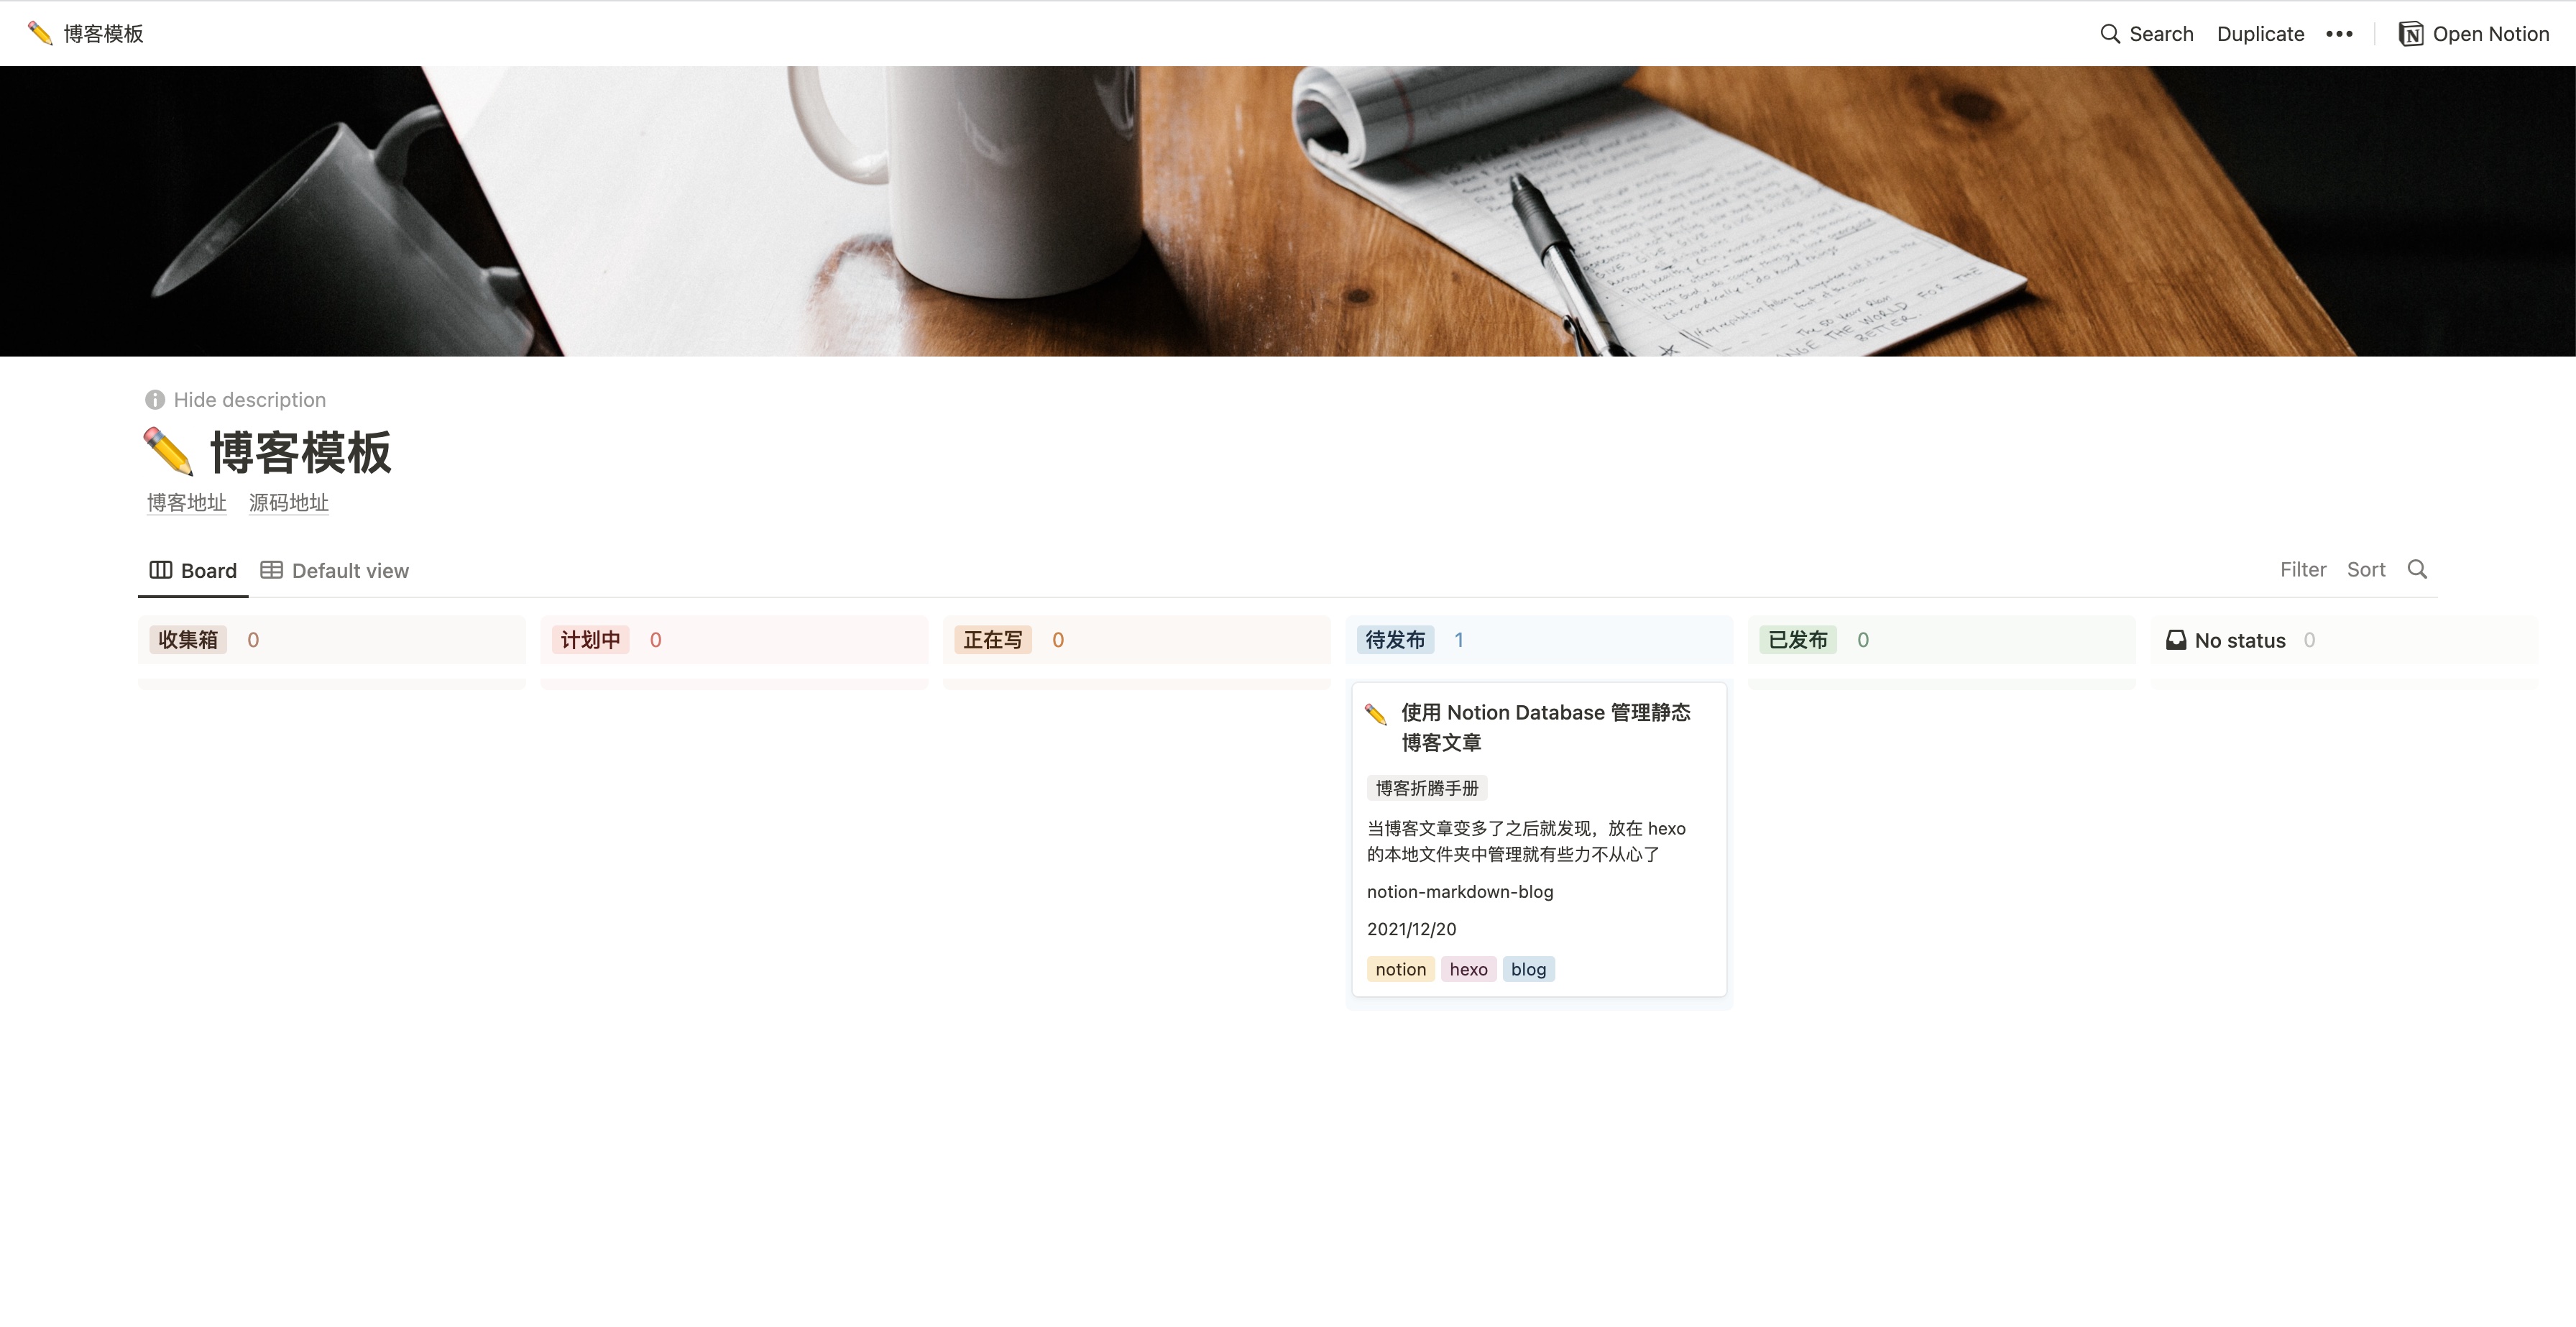 博客模板
Search Duplicate Open Notion
THE WORLD FOR THE
BETTER.
Hide description
博客模板
博客地址 源码地址
Board Default view Filter Sort
收集箱 0 计划中 0 正在写 0 待发布 1 已发布 0 No status 0
使用 Notion Database 管理静态
博客文章
博客折腾手册
当博客文章变多了之后就发现，放在 hexo
的本地文件夹中管理就有些力不从心了
notion-markdown-blog
2021/12/20
notion hexo blog